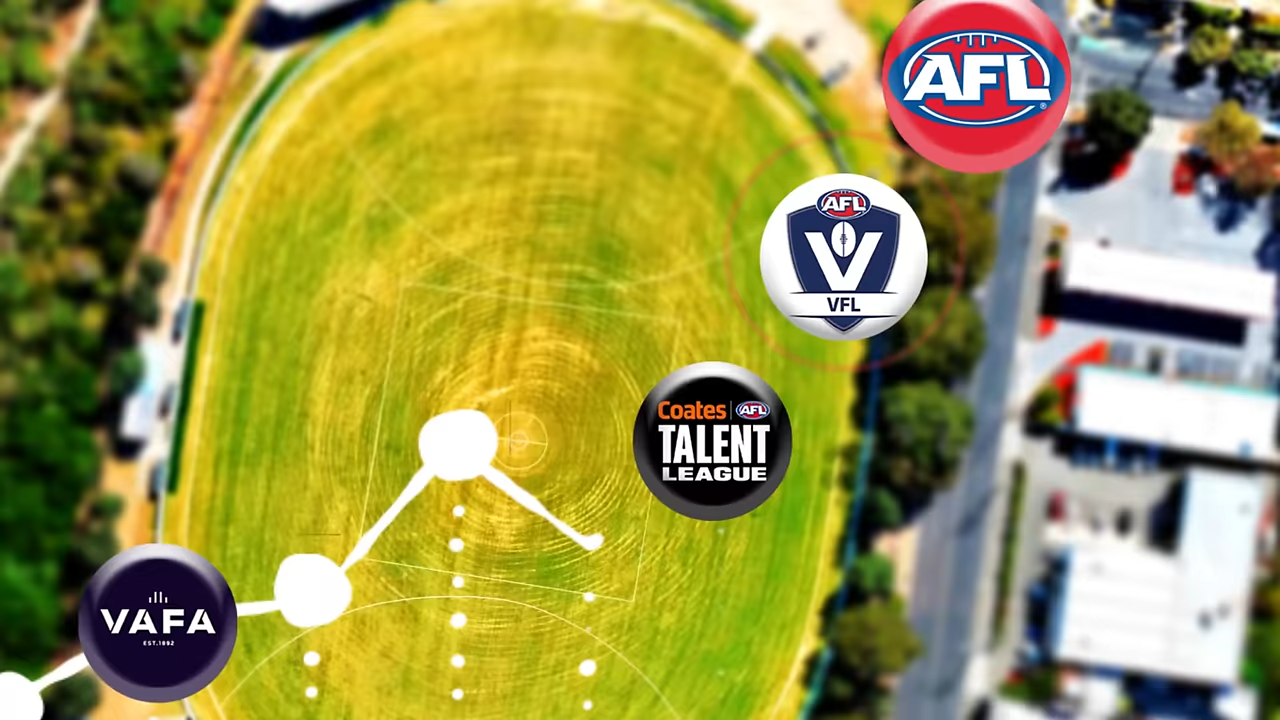 AFL
AFL
V
VFL
Coates AFL
TALENT
LEAGUE
VAFA
EST.1892